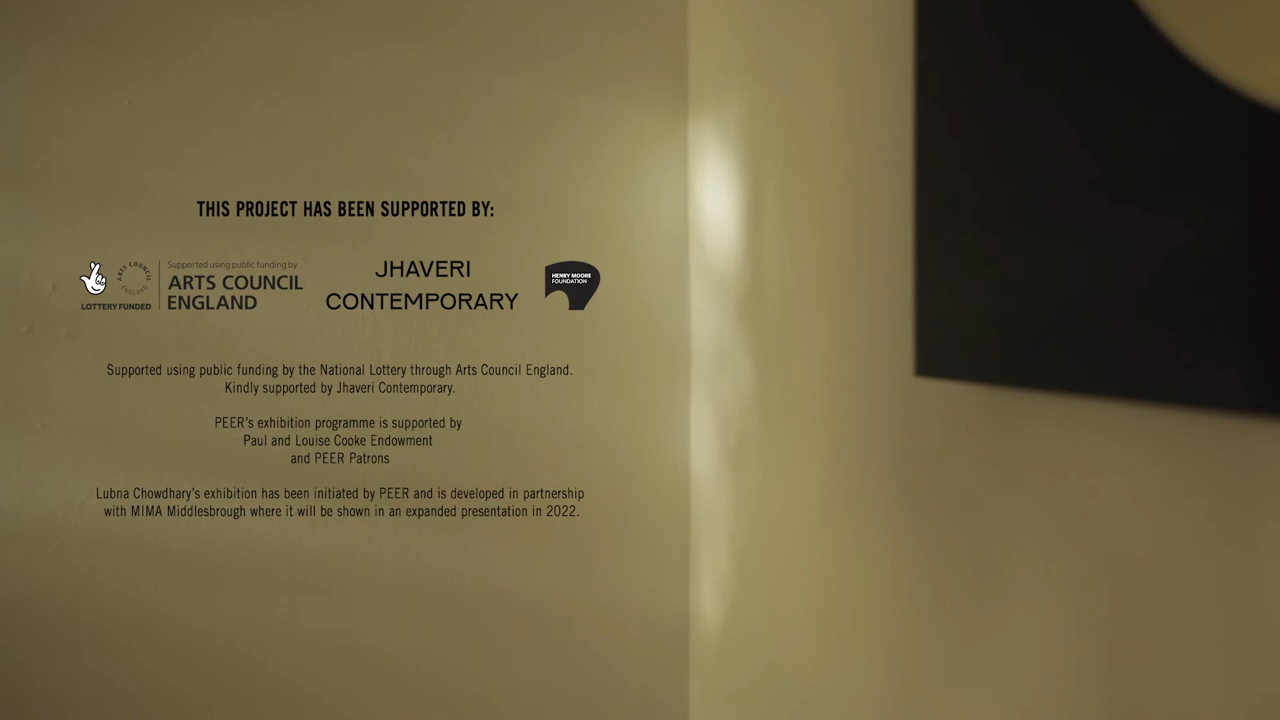 THIS PROJECT HAS BEEN SUPPORTED BY:
LOTTERY FUNDED
ARTS COUNCIL ENGLAND
Supported using public funding by
ARTS COUNCIL
ENGLAND
JHAVERI
CONTEMPORARY
HENRY MOORE
FOUNDATION
Supported using public funding by the National Lottery through Arts Council England.
Kindly supported by Jhaveri Contemporary.
PEER's exhibition programme is supported by
Paul and Louise Cooke Endowment
and PEER Patrons
Lubna Chowdhary's exhibition has been initiated by PEER and is developed in partnership
with MIMA Middlesbrough where it will be shown in an expanded presentation in 2022.